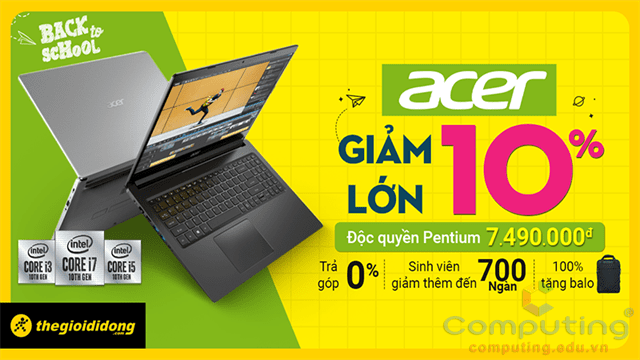 BACK to
SCHOOL
acer
GIẢM
LỚN
10%
Độc quyền Pentium 7.490.000đ
Trả
góp
0%
Sinh viên
giảm thêm đến
700
Ngàn
100%
tặng balo
intel
CORE i3
10TH GEN
intel
CORE i7
10TH GEN
intel
CORE i5
10TH GEN
thegioididong
.com
Computing
computing.edu.vn